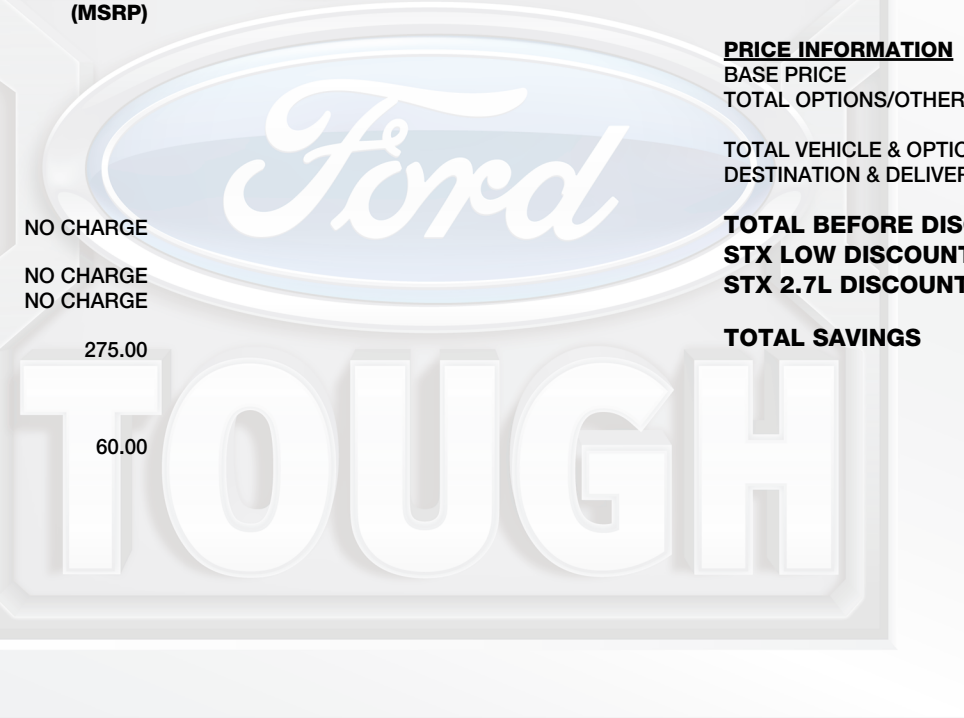 (MSRP)
NO CHARGE
NO CHARGE
NO CHARGE
275.00
60.00
Ford
TOUGH
PRICE INFORMATION
BASE PRICE
TOTAL OPTIONS/OTHER
TOTAL VEHICLE & OPTIO
DESTINATION & DELIVER
TOTAL BEFORE DIS
STX LOW DISCOUNT
STX 2.7L DISCOUNT
TOTAL SAVINGS